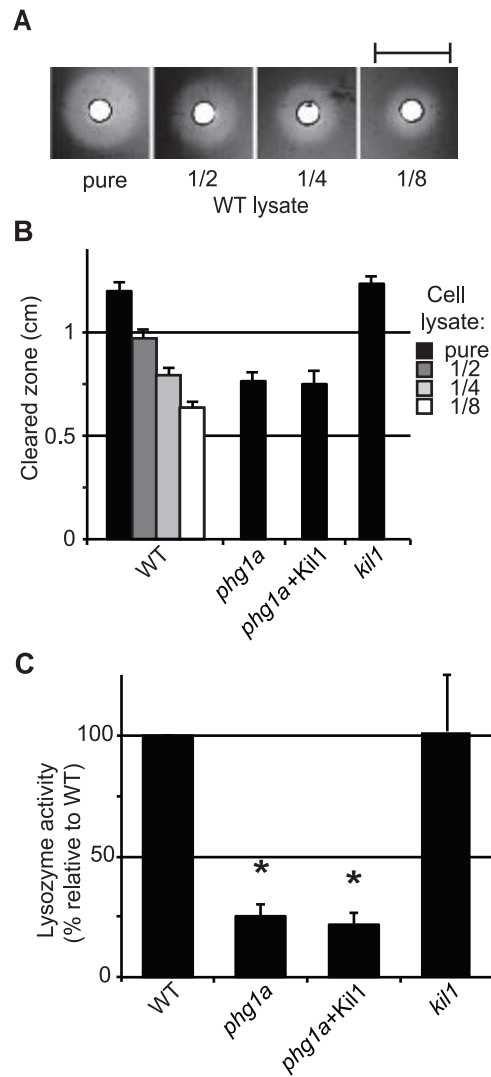 A
pure 1/2 1/4 1/8
WT lysate
B
Cleared zone (cm)
1
0.5
0
WT phg1a phg1a+Kil1 kil1
Cell
lysate:
pure
1/2
1/4
1/8
C
Lysozyme activity
(% relative to WT)
100
50
0
* *
WT phg1a phg1a+Kil1 kil1